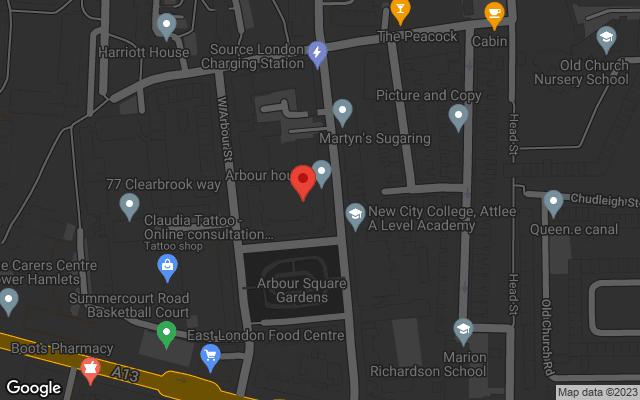 The Peacock
Cabin
Harriott House
Source London
Charging Station
Old Church
Nursery School
Picture and Copy
Martyn's Sugaring
W Arbour St
Head St
Arbour hou
77 Clearbrook way
Chudleigh St
Claudia Tattoo -
Online consultation...
Tattoo shop
New City College, Attlee
A Level Academy
Queen.e canal
e Carers Centre
ower Hamlets
Arbour Square
Gardens
Summercourt Road
Basketball Court
Head St
Old Church Rd
East London Food Centre
Boots Pharmacy
A13
Marion
Richardson School
Google
Map data ©2023